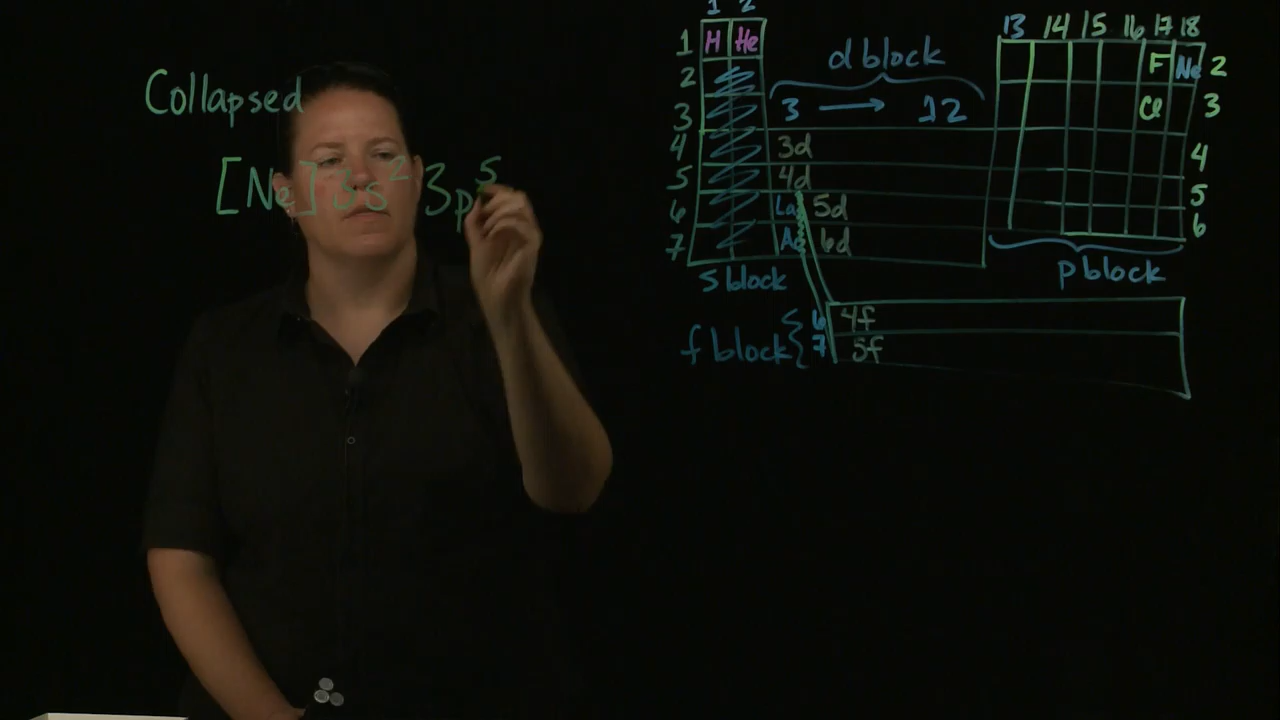 Collapsed
[Ne] 3s² 3p⁵
1 2
13 14 15 16 17 18
1 H He
2 F Ne 2
3 Cl 3
d block
3 → 12
4 3d 4
5 4d 5
6 La 5d 6
7 Ac 6d
s block
p block
f block { 6 4f
7 5f